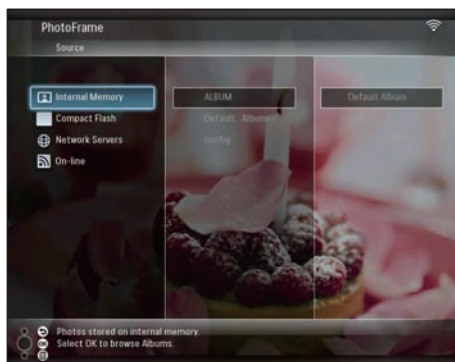 PhotoFrame
Source
Internal Memory
Compact Flash
Network Servers
On-line
ALBUM
Default Album
config
Default Album
Photos stored on internal memory.
Select OK to browse Albums.